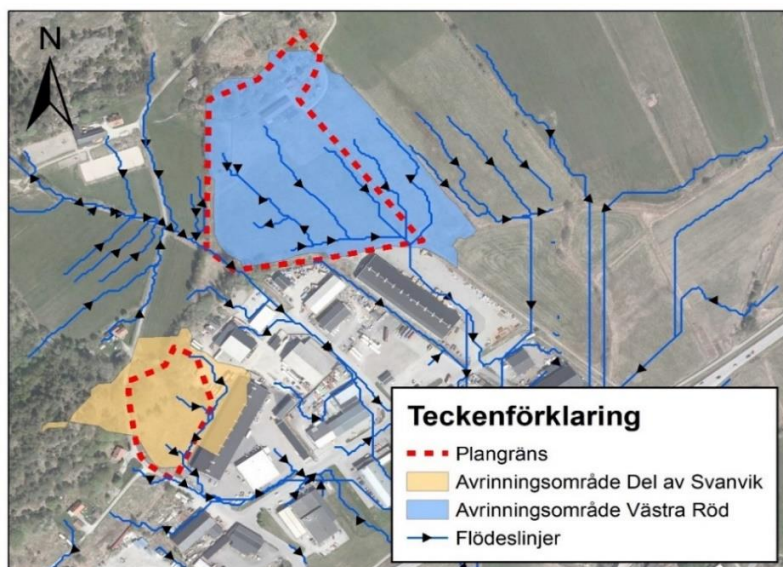 N
Teckenförklaring
Plangräns
Avrinningsområde Del av Svanvik
Avrinningsområde Västra Röd
Flödeslinjer